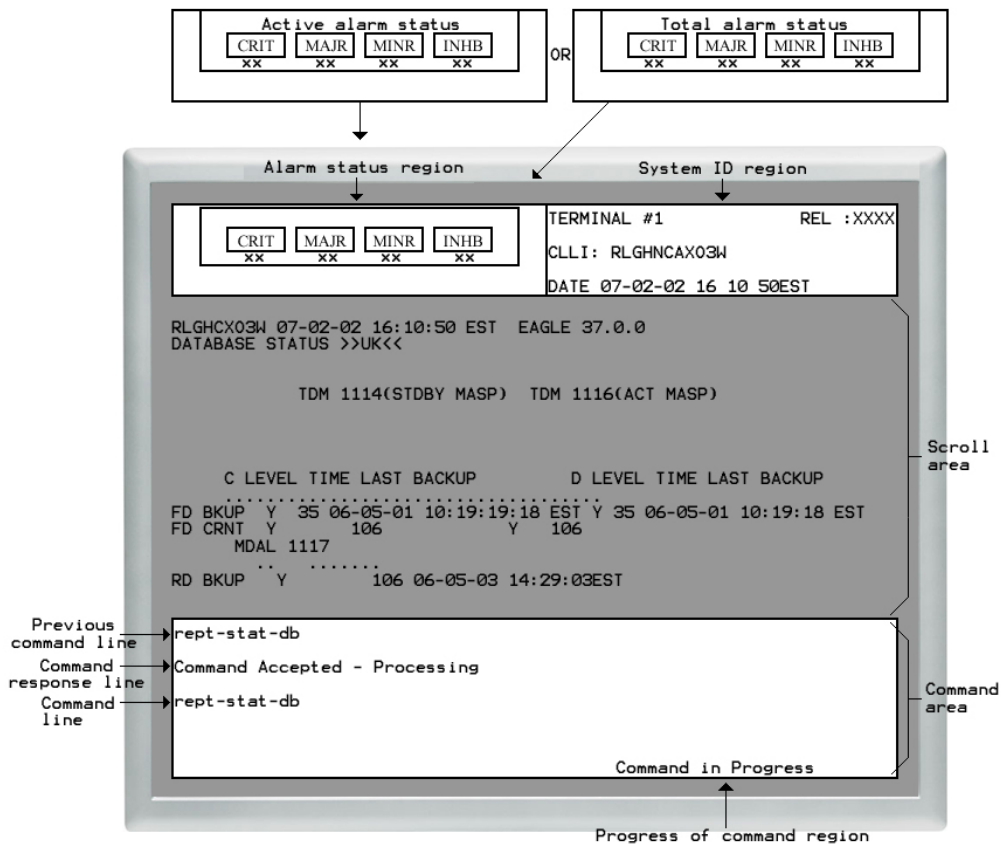 Active alarm status
CRIT MAJR MINR INHB
XX XX XX XX
OR
Total alarm status
CRIT MAJR MINR INHB
XX XX XX XX
Alarm status region
System ID region
CRIT MAJR MINR INHB
XX XX XX XX
TERMINAL #1 REL :XXXX
CLLI: RLGHNCAXO3W
DATE 07-02-02 16 10 50EST
RLGHCXO3W 07-02-02 16:10:50 EST EAGLE 37.0.0
DATABASE STATUS >>UK<<
TDM 1114(STDBY MASP) TDM 1116(ACT MASP)
C LEVEL TIME LAST BACKUP D LEVEL TIME LAST BACKUP
....................................
FD BKUP Y 35 06-05-01 10:19:19:18 EST Y 35 06-05-01 10:19:18 EST
FD CRNT Y 106 Y 106
MDAL 1117
.. .......
RD BKUP Y 106 06-05-03 14:29:03EST
Scroll
area
Previous
command line
rept-stat-db
Command
response line
Command Accepted - Processing
Command
line
rept-stat-db
Command
area
Command in Progress
Progress of command region